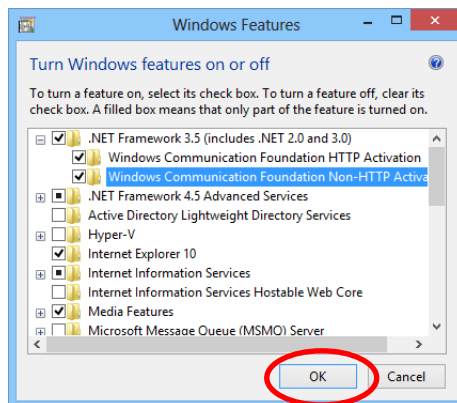 Windows Features
Turn Windows features on or off
To turn a feature on, select its check box. To turn a feature off, clear its
check box. A filled box means that only part of the feature is turned on.
.NET Framework 3.5 (includes .NET 2.0 and 3.0)
Windows Communication Foundation HTTP Activation
Windows Communication Foundation Non-HTTP Activa
.NET Framework 4.5 Advanced Services
Active Directory Lightweight Directory Services
Hyper-V
Internet Explorer 10
Internet Information Services
Internet Information Services Hostable Web Core
Media Features
Microsoft Message Queue (MSMO) Server
OK Cancel